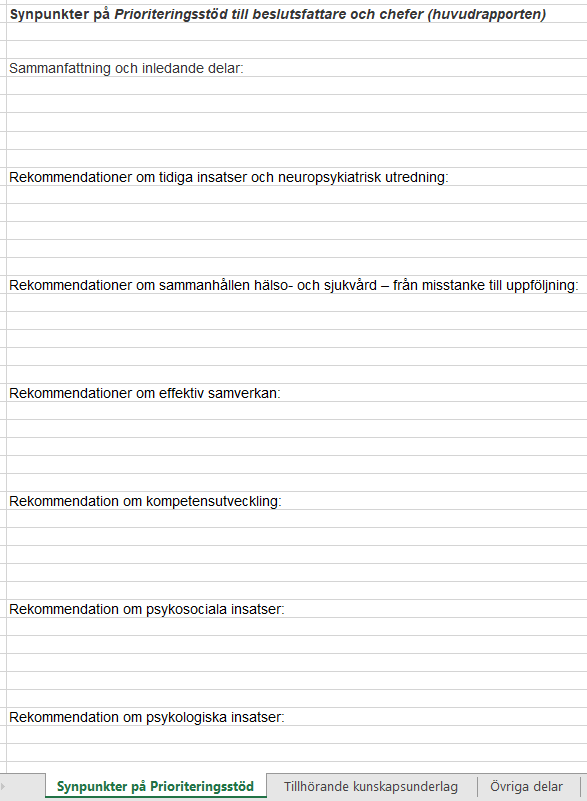 Synpunkter på Prioriteringsstöd till beslutsfattare och chefer (huvudrapporten)
Sammanfattning och inledande delar:
Rekommendationer om tidiga insatser och neuropsykiatrisk utredning:
Rekommendationer om sammanhållen hälso- och sjukvård – från misstanke till uppföljning:
Rekommendationer om effektiv samverkan:
Rekommendation om kompetensutveckling:
Rekommendation om psykosociala insatser:
Rekommendation om psykologiska insatser:
Synpunkter på Prioriteringsstöd Tillhörande kunskapsunderlag Övriga delar